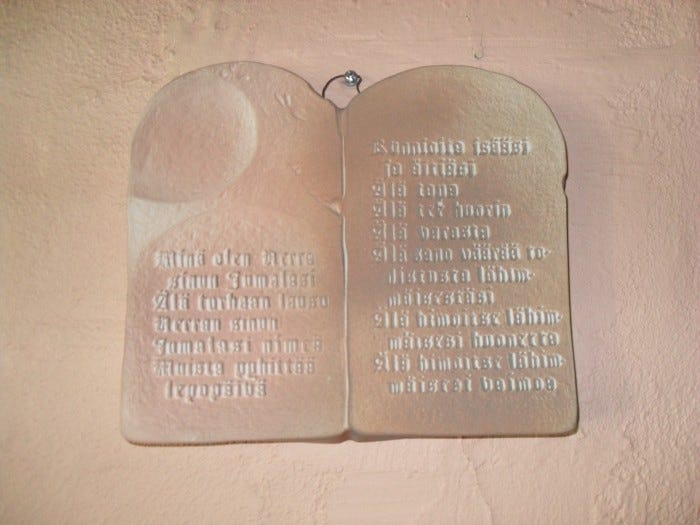 Minä olen Herra
sinun Jumalasi
Älä turhaan lausu
Herran sinun
Jumalasi nimeä
Muista pyhittää
lepopäivä
Kunnioita isääsi
ja äitiäsi
Älä tapa
Älä tee huorin
Älä varasta
Älä sano väärää to-
distusta lähim-
mäisestäsi
Älä himoitse lähim-
mäisesi huonetta
Älä himoitse lähim-
mäisesi vaimoa